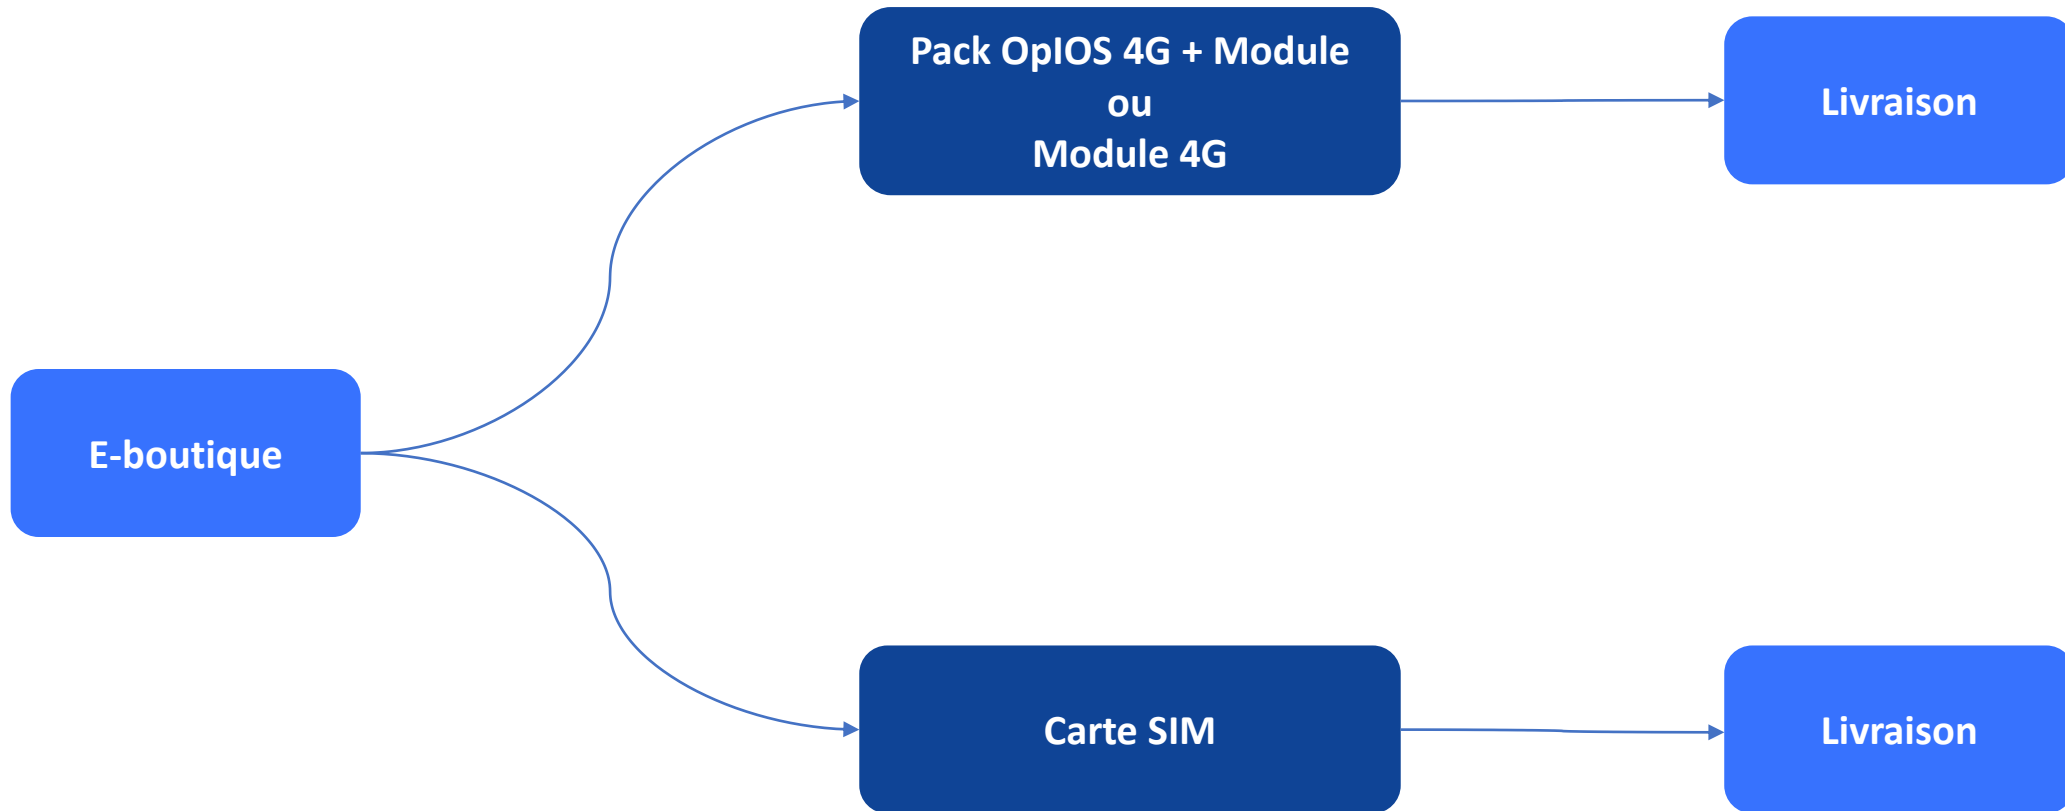 Pack OpIOS 4G + Module
ou
Module 4G
Livraison
E-boutique
Carte SIM
Livraison